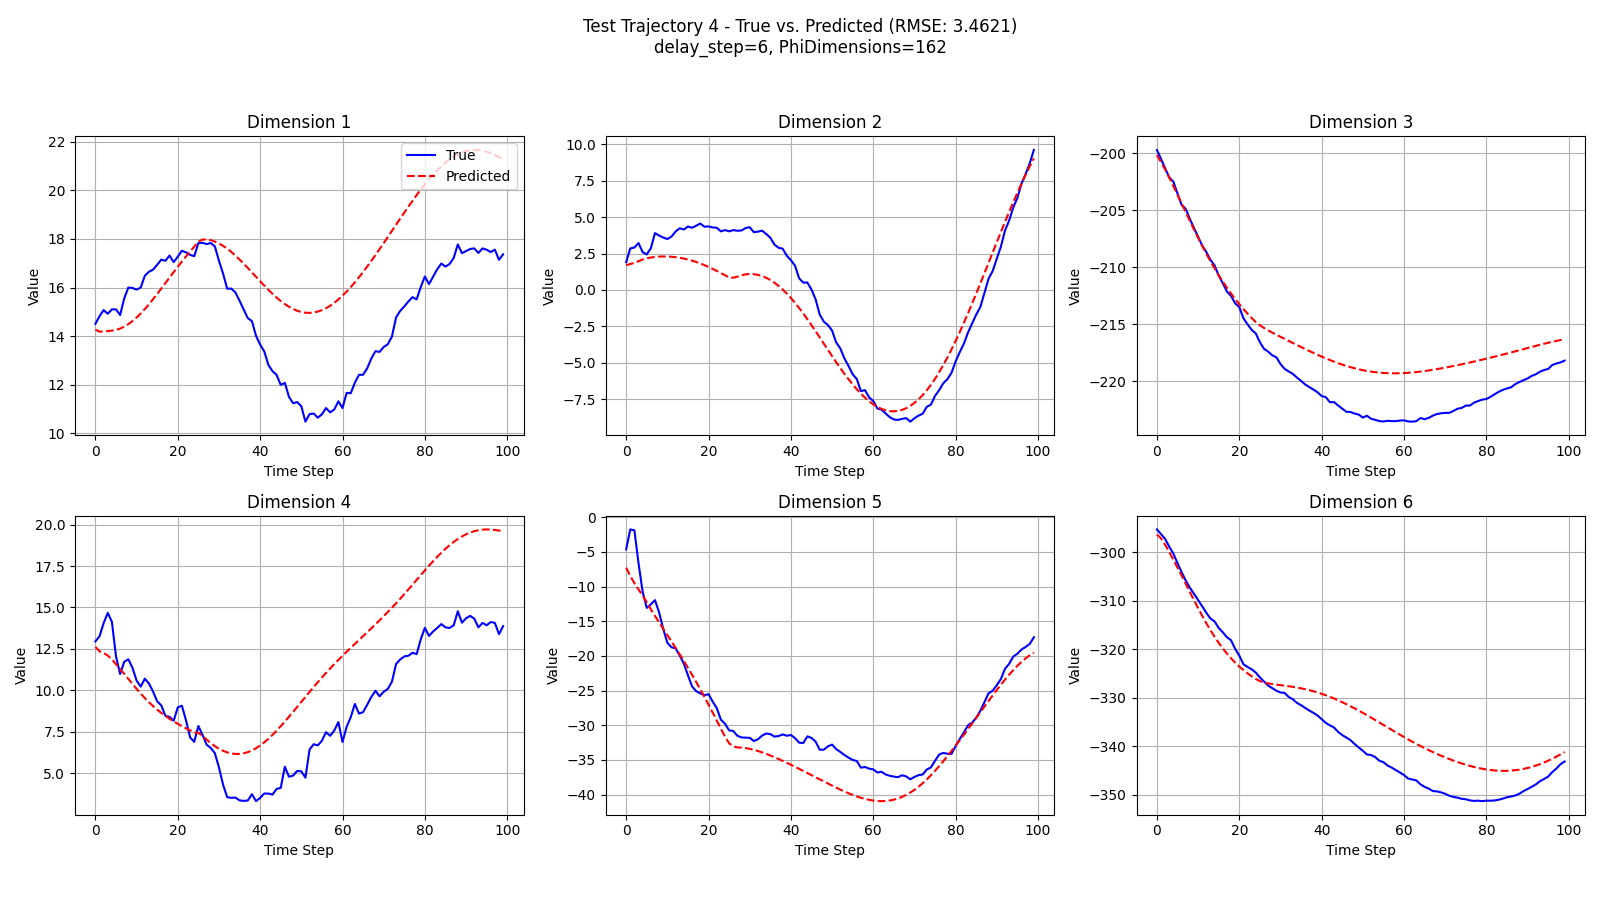 Test Trajectory 4 - True vs. Predicted (RMSE: 3.4621)
delay_step=6, PhiDimensions=162
Dimension 1
22
20
18
16
14
12
10
Value
0 20 40 60 80 100
Time Step
True
Predicted
Dimension 2
10.0
7.5
5.0
2.5
0.0
−2.5
−5.0
−7.5
Value
0 20 40 60 80 100
Time Step
Dimension 3
−200
−205
−210
−215
−220
Value
0 20 40 60 80 100
Time Step
Dimension 4
20.0
17.5
15.0
12.5
10.0
7.5
5.0
Value
0 20 40 60 80 100
Time Step
Dimension 5
0
−5
−10
−15
−20
−25
−30
−35
−40
Value
0 20 40 60 80 100
Time Step
Dimension 6
−300
−310
−320
−330
−340
−350
Value
0 20 40 60 80 100
Time Step